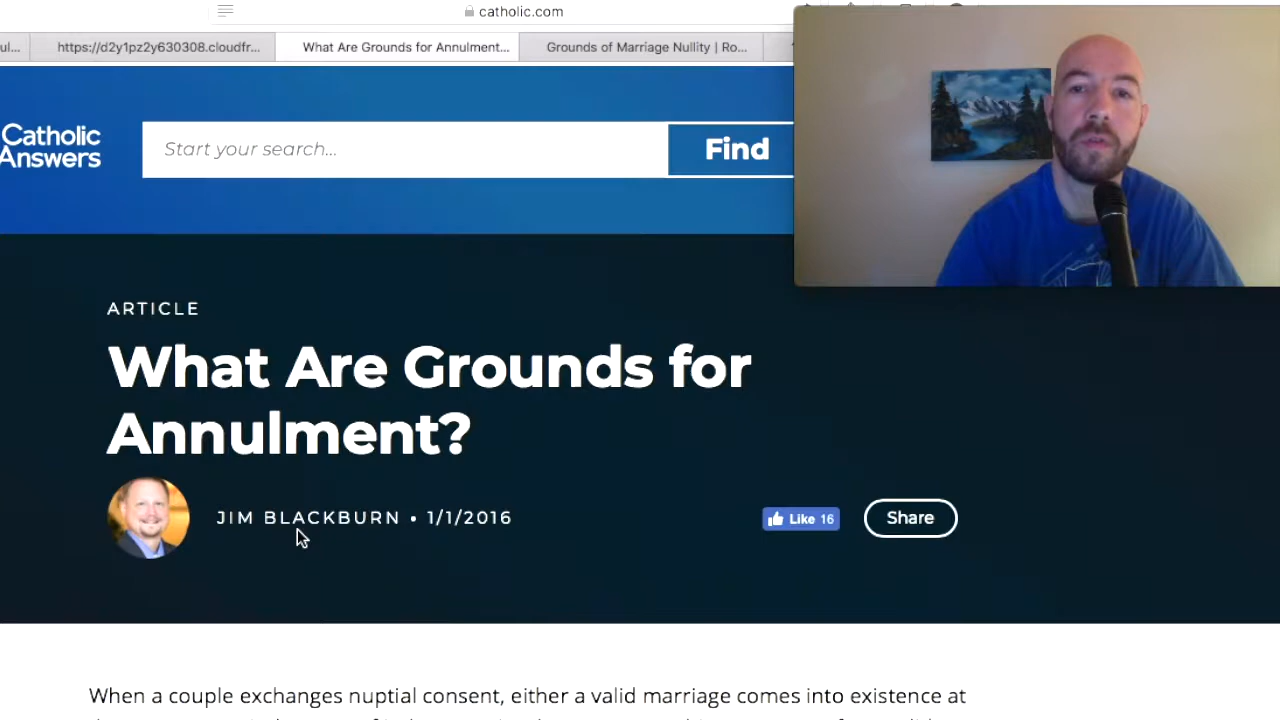 catholic.com
ul...
https://d2y1pz2y630308.cloudfr...
What Are Grounds for Annulment...
Grounds of Marriage Nullity | Ro...
Catholic
Answers
Start your search...
Find
ARTICLE
What Are Grounds for
Annulment?
JIM BLACKBURN • 1/1/2016
Like 16
Share
When a couple exchanges nuptial consent, either a valid marriage comes into existence at